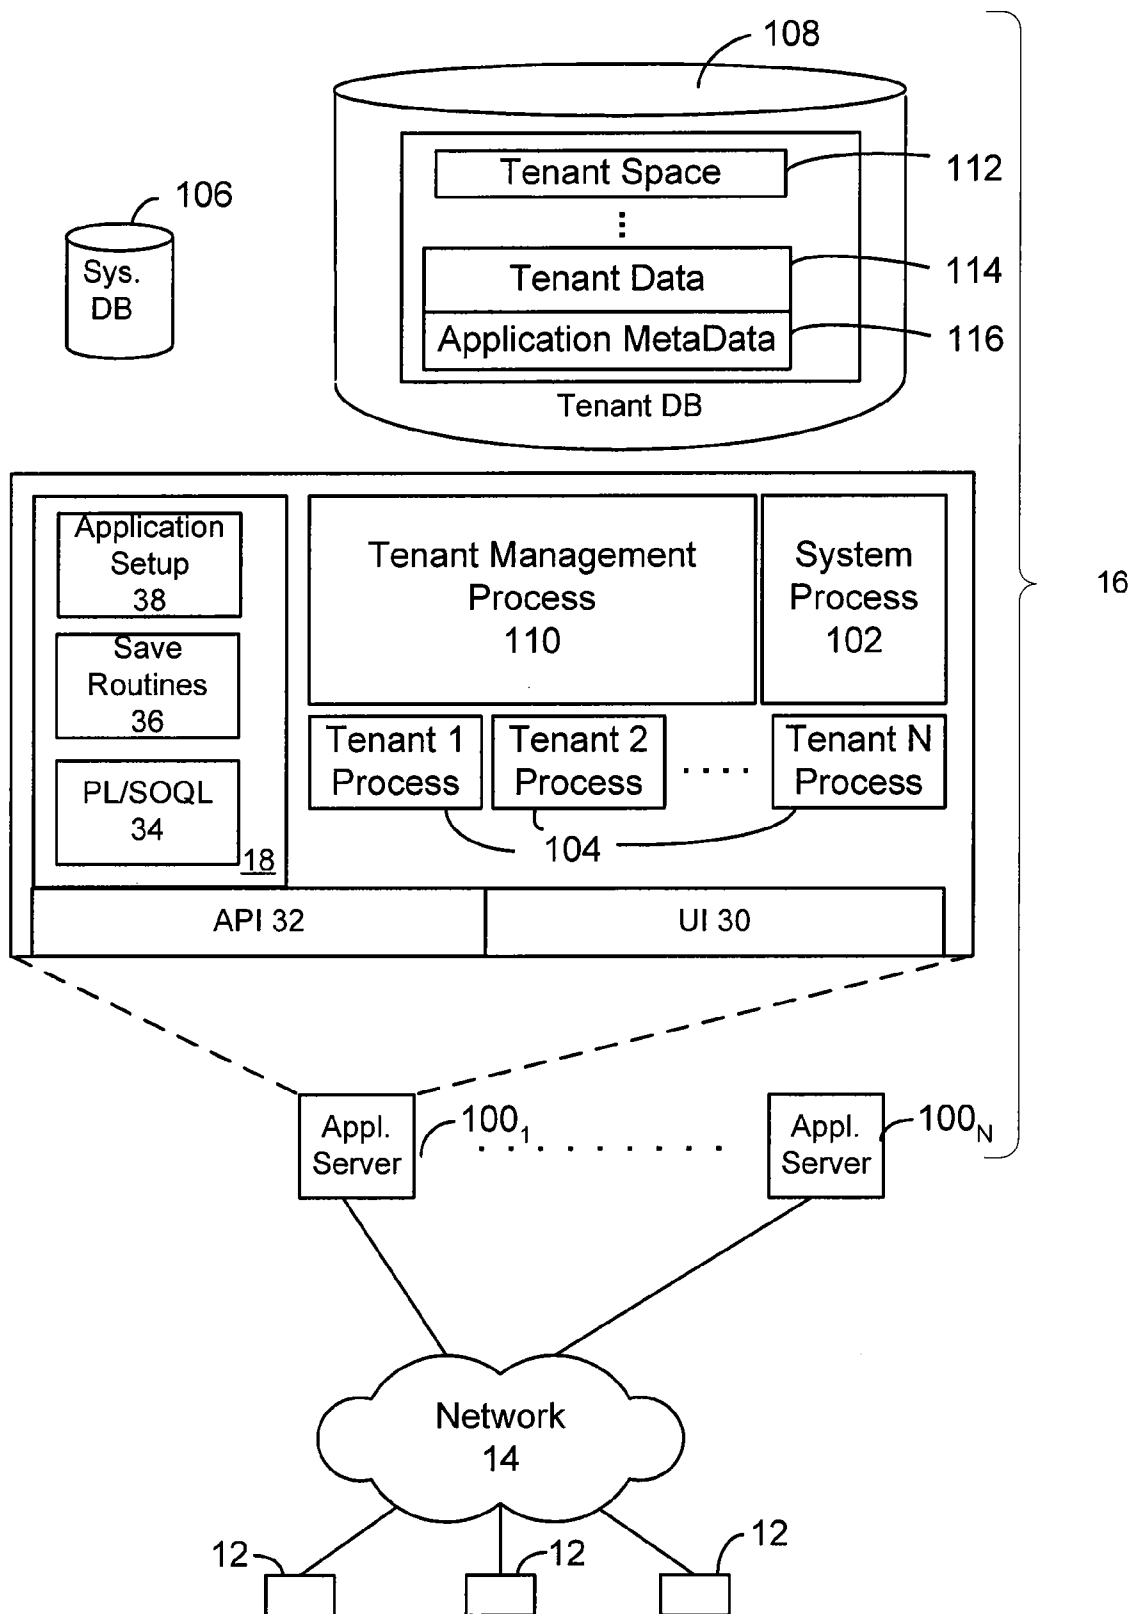 108
Tenant Space
112
106
Sys.
DB
Tenant Data
114
Application MetaData
116
Tenant DB
16
Application
Setup
38
Tenant Management
Process
110
System
Process
102
Save
Routines
36
Tenant 1
Process
Tenant 2
Process
....
Tenant N
Process
PL/SOQL
34
104
18
API 32
UI 30
Appl.
Server
100₁
. . . . . . . . .
Appl.
Server
100N
Network
14
12
12
12